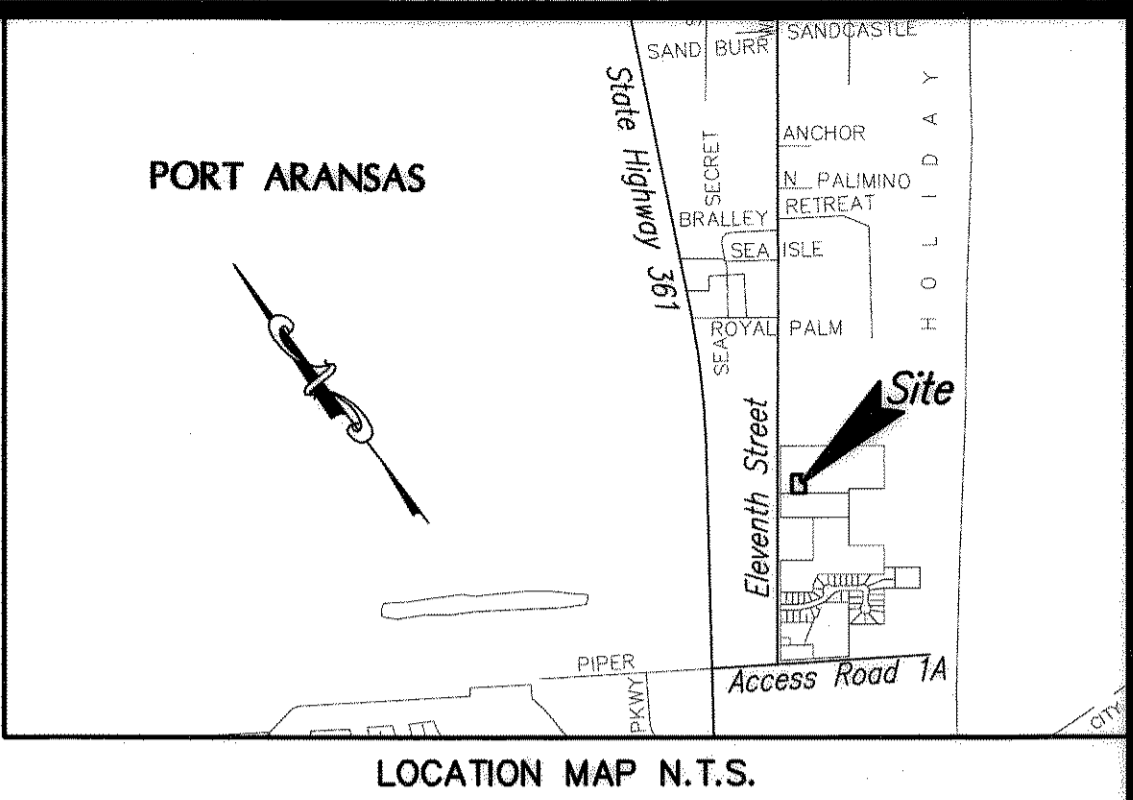 SAND BURR
SANDCASTLE
State Highway 361
SECRET
ANCHOR
HOLIDAY
PORT ARANSAS
N PALIMINO
BRALLEY
RETREAT
SEA ISLE
ROYAL PALM
SEA
Site
Eleventh Street
PIPER
Access Road 1A
PKWY
CITY
LOCATION MAP N.T.S.